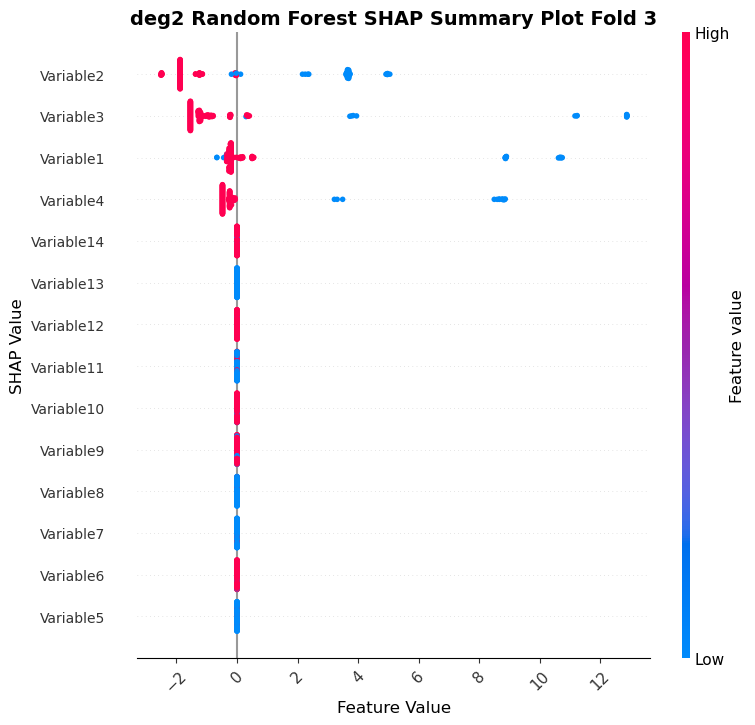 deg2 Random Forest SHAP Summary Plot Fold 3
High
Variable2
Variable3
Variable1
Variable4
Variable14
Variable13
Variable12
Variable11
Variable10
Variable9
Variable8
Variable7
Variable6
Variable5
SHAP Value
Feature value
Low
−2
0
2
4
6
8
10
12
Feature Value